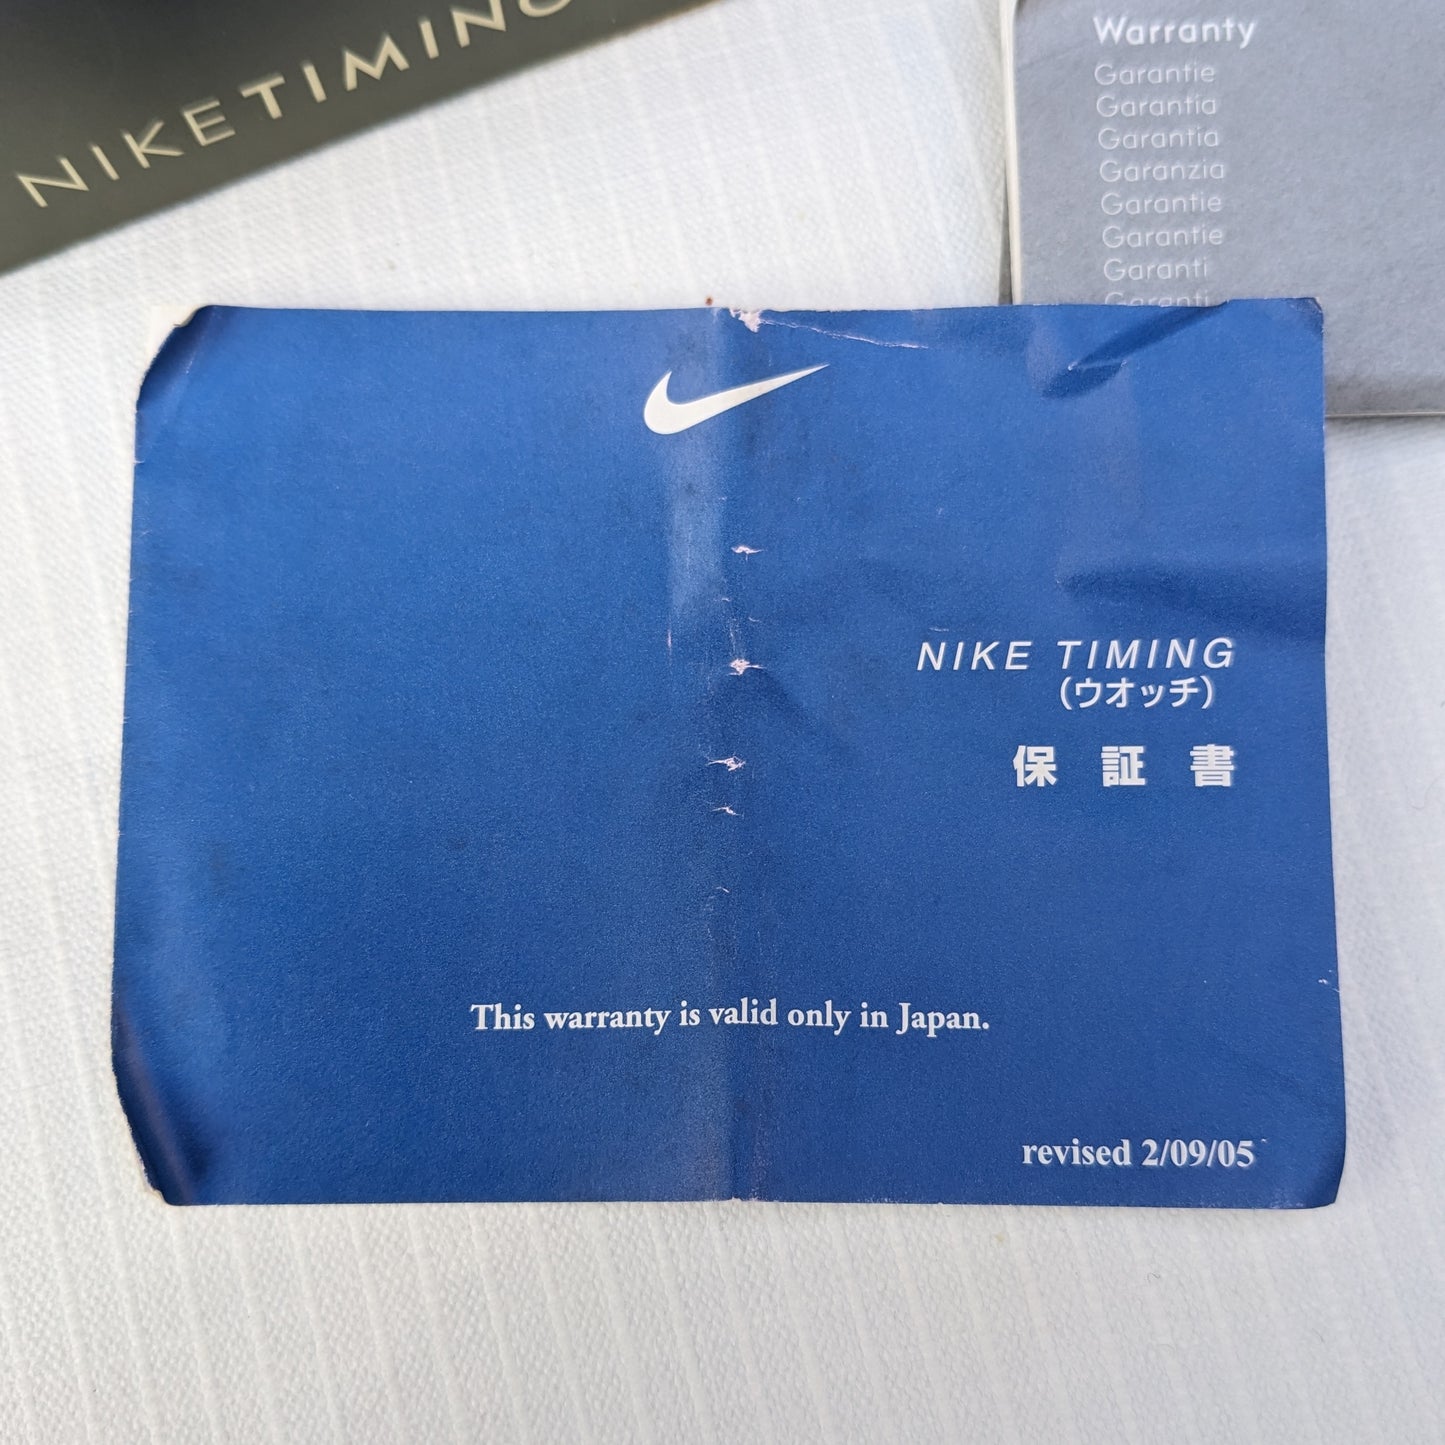 NIKETIMING
Warranty
Garantie
Garantia
Garantia
Garanzia
Garantie
Garantie
Garanti
Garanti
NIKE TIMING
(ウオッチ)
保 証 書
This warranty is valid only in Japan.
revised 2/09/05